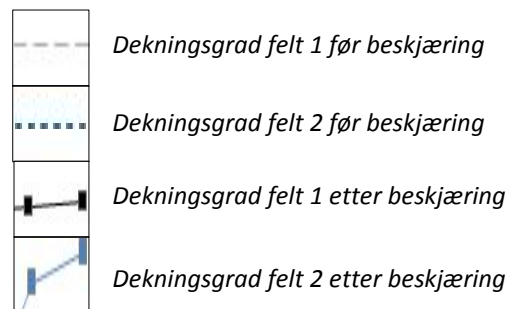 Dekningsgrad felt 1 før beskjæring
Dekningsgrad felt 2 før beskjæring
Dekningsgrad felt 1 etter beskjæring
Dekningsgrad felt 2 etter beskjæring